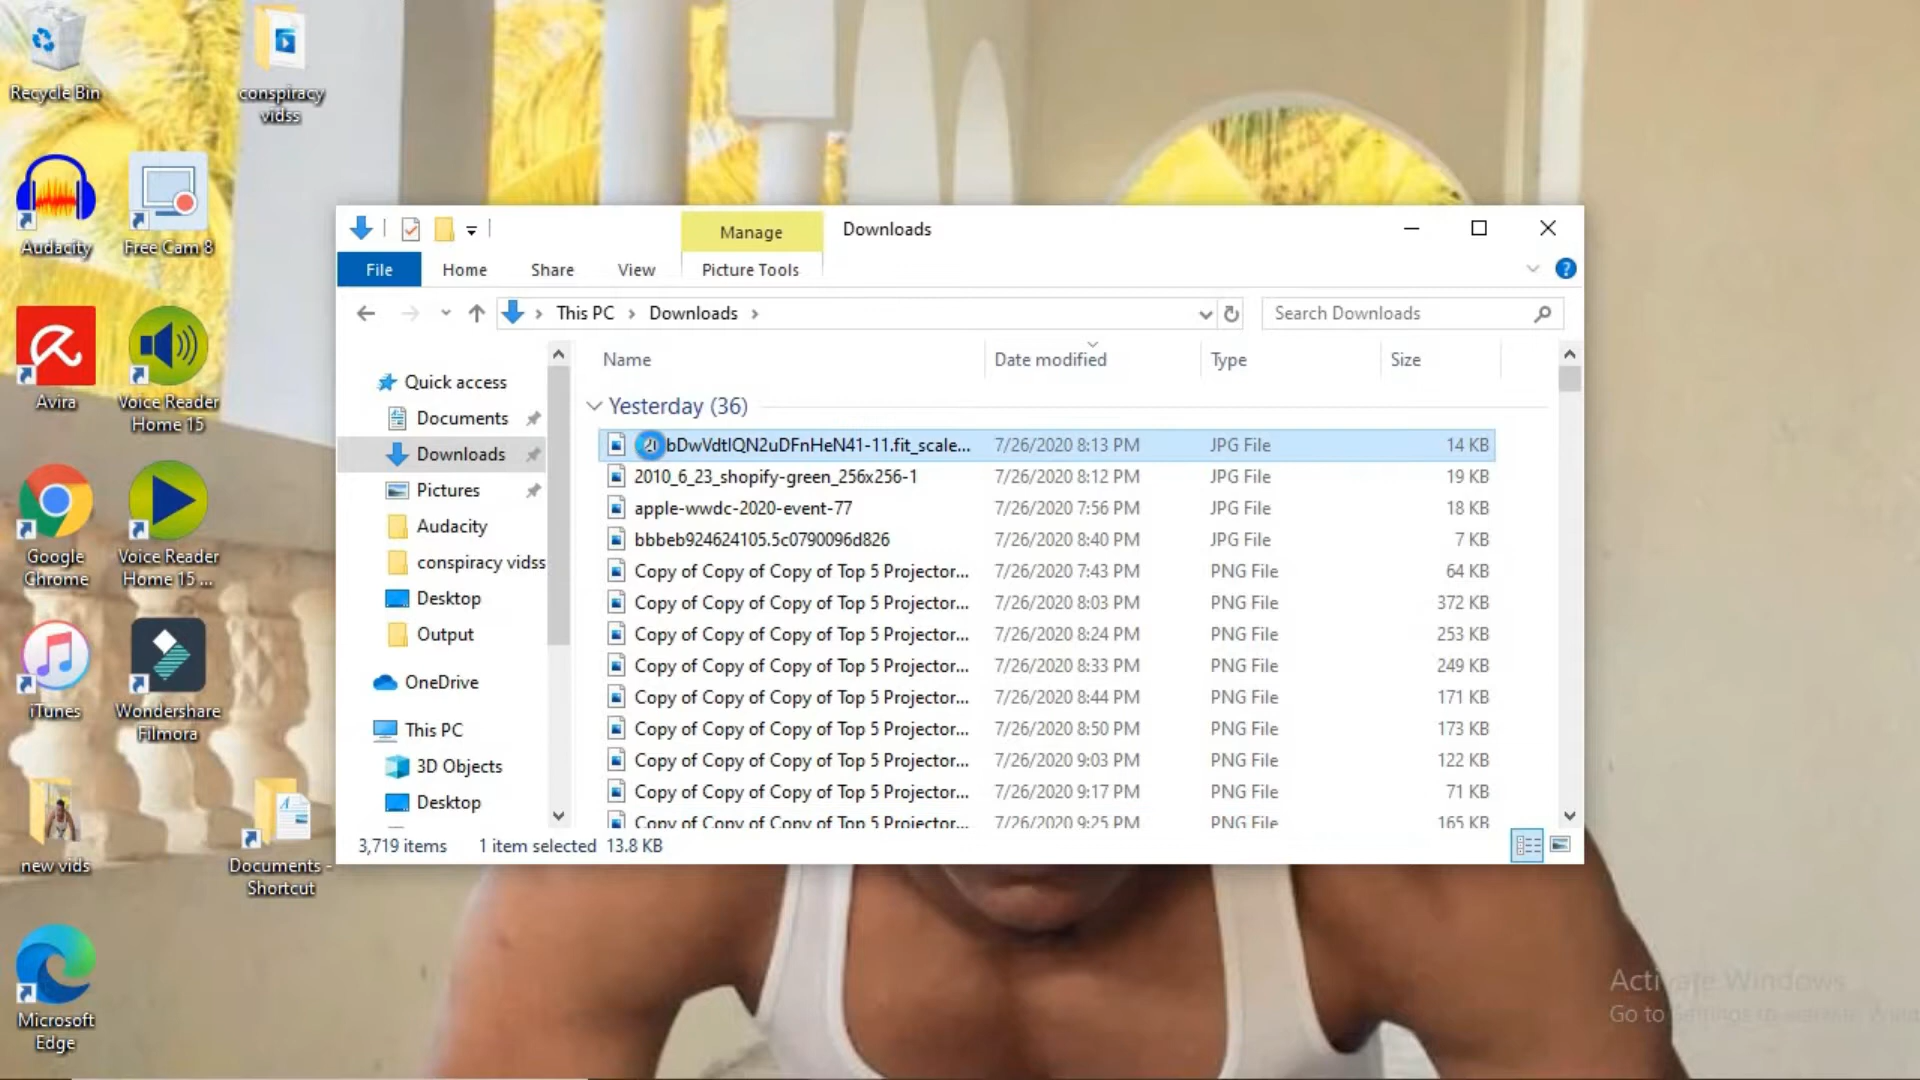 Recycle Bin
conspiracy
vidss
Audacity
Free Cam 8
Avira
Voice Reader
Home 15
Google
Chrome
Voice Reader
Home 15 ...
iTunes
Wondershare
Filmora
new vids
Documents -
Shortcut
Microsoft
Edge
Manage
Downloads
File
Home
Share
View
Picture Tools
This PC
Downloads
Search Downloads
Name
Date modified
Type
Size
Quick access
Documents
Downloads
Pictures
Audacity
conspiracy vidss
Desktop
Output
OneDrive
This PC
3D Objects
Desktop
Yesterday (36)
bDwVdtlQN2uDFnHeN41-11.fit_scale... 7/26/2020 8:13 PM JPG File 14 KB
2010_6_23_shopify-green_256x256-1 7/26/2020 8:12 PM JPG File 19 KB
apple-wwdc-2020-event-77 7/26/2020 7:56 PM JPG File 18 KB
bbbeb924624105.5c0790096d826 7/26/2020 8:40 PM JPG File 7 KB
Copy of Copy of Copy of Top 5 Projector... 7/26/2020 7:43 PM PNG File 64 KB
Copy of Copy of Copy of Top 5 Projector... 7/26/2020 8:03 PM PNG File 372 KB
Copy of Copy of Copy of Top 5 Projector... 7/26/2020 8:24 PM PNG File 253 KB
Copy of Copy of Copy of Top 5 Projector... 7/26/2020 8:33 PM PNG File 249 KB
Copy of Copy of Copy of Top 5 Projector... 7/26/2020 8:44 PM PNG File 171 KB
Copy of Copy of Copy of Top 5 Projector... 7/26/2020 8:50 PM PNG File 173 KB
Copy of Copy of Copy of Top 5 Projector... 7/26/2020 9:03 PM PNG File 122 KB
Copy of Copy of Copy of Top 5 Projector... 7/26/2020 9:17 PM PNG File 71 KB
Copy of Copy of Copy of Top 5 Projector... 7/26/2020 9:25 PM PNG File 165 KB
3,719 items 1 item selected 13.8 KB
Activate Windows
Go to Settings to